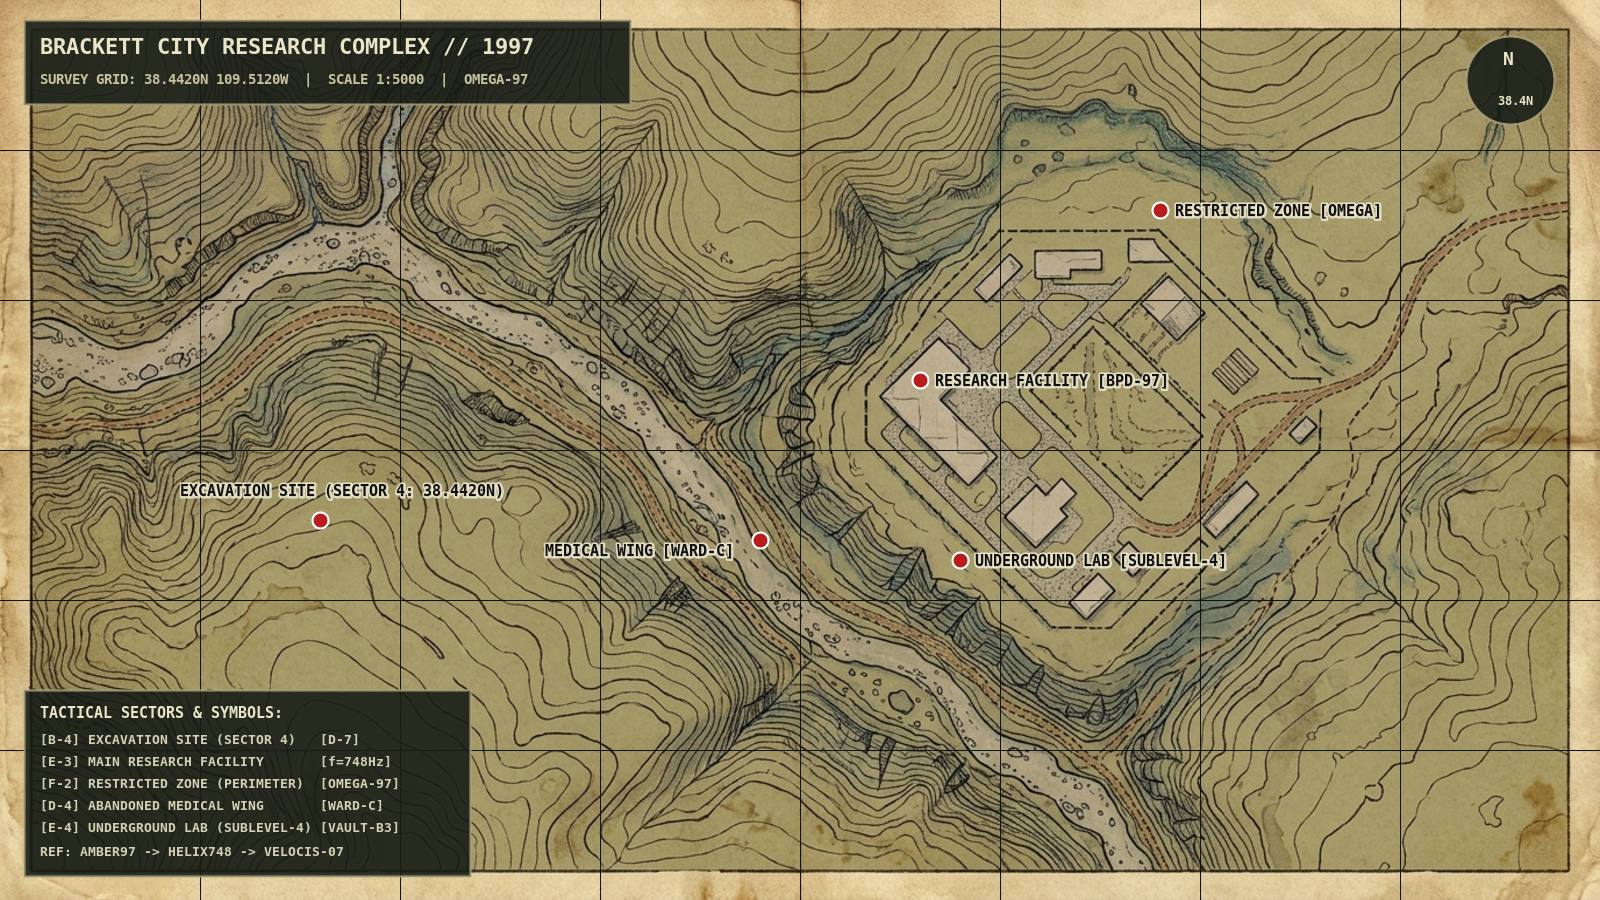 BRACKETT CITY RESEARCH COMPLEX // 1997
SURVEY GRID: 38.4420N 109.5120W | SCALE 1:5000 | OMEGA-97
N
38.4N
RESTRICTED ZONE [OMEGA]
RESEARCH FACILITY [BPD-97]
EXCAVATION SITE (SECTOR 4: 38.4420N)
MEDICAL WING [WARD-C]
UNDERGROUND LAB [SUBLEVEL-4]
TACTICAL SECTORS & SYMBOLS:
[B-4] EXCAVATION SITE (SECTOR 4) [D-7]
[E-3] MAIN RESEARCH FACILITY [f=748Hz]
[F-2] RESTRICTED ZONE (PERIMETER) [OMEGA-97]
[D-4] ABANDONED MEDICAL WING [WARD-C]
[E-4] UNDERGROUND LAB (SUBLEVEL-4) [VAULT-B3]
REF: AMBER97 -> HELIX748 -> VELOCIS-07